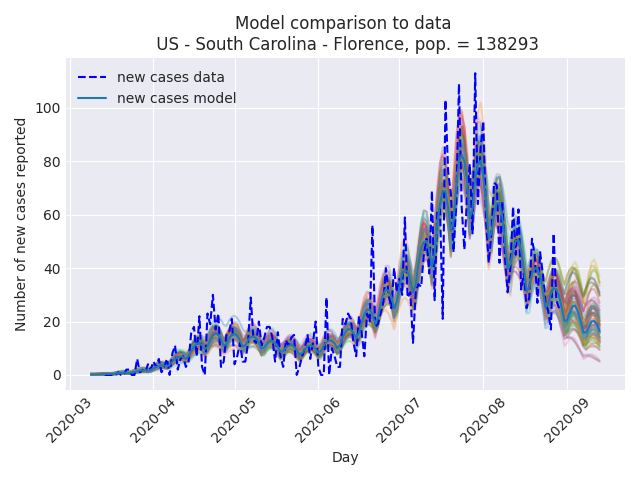 Model comparison to data
US - South Carolina - Florence, pop. = 138293
new cases data
new cases model
Number of new cases reported
100
80
60
40
20
0
2020-03
2020-04
2020-05
2020-06
2020-07
2020-08
2020-09
Day